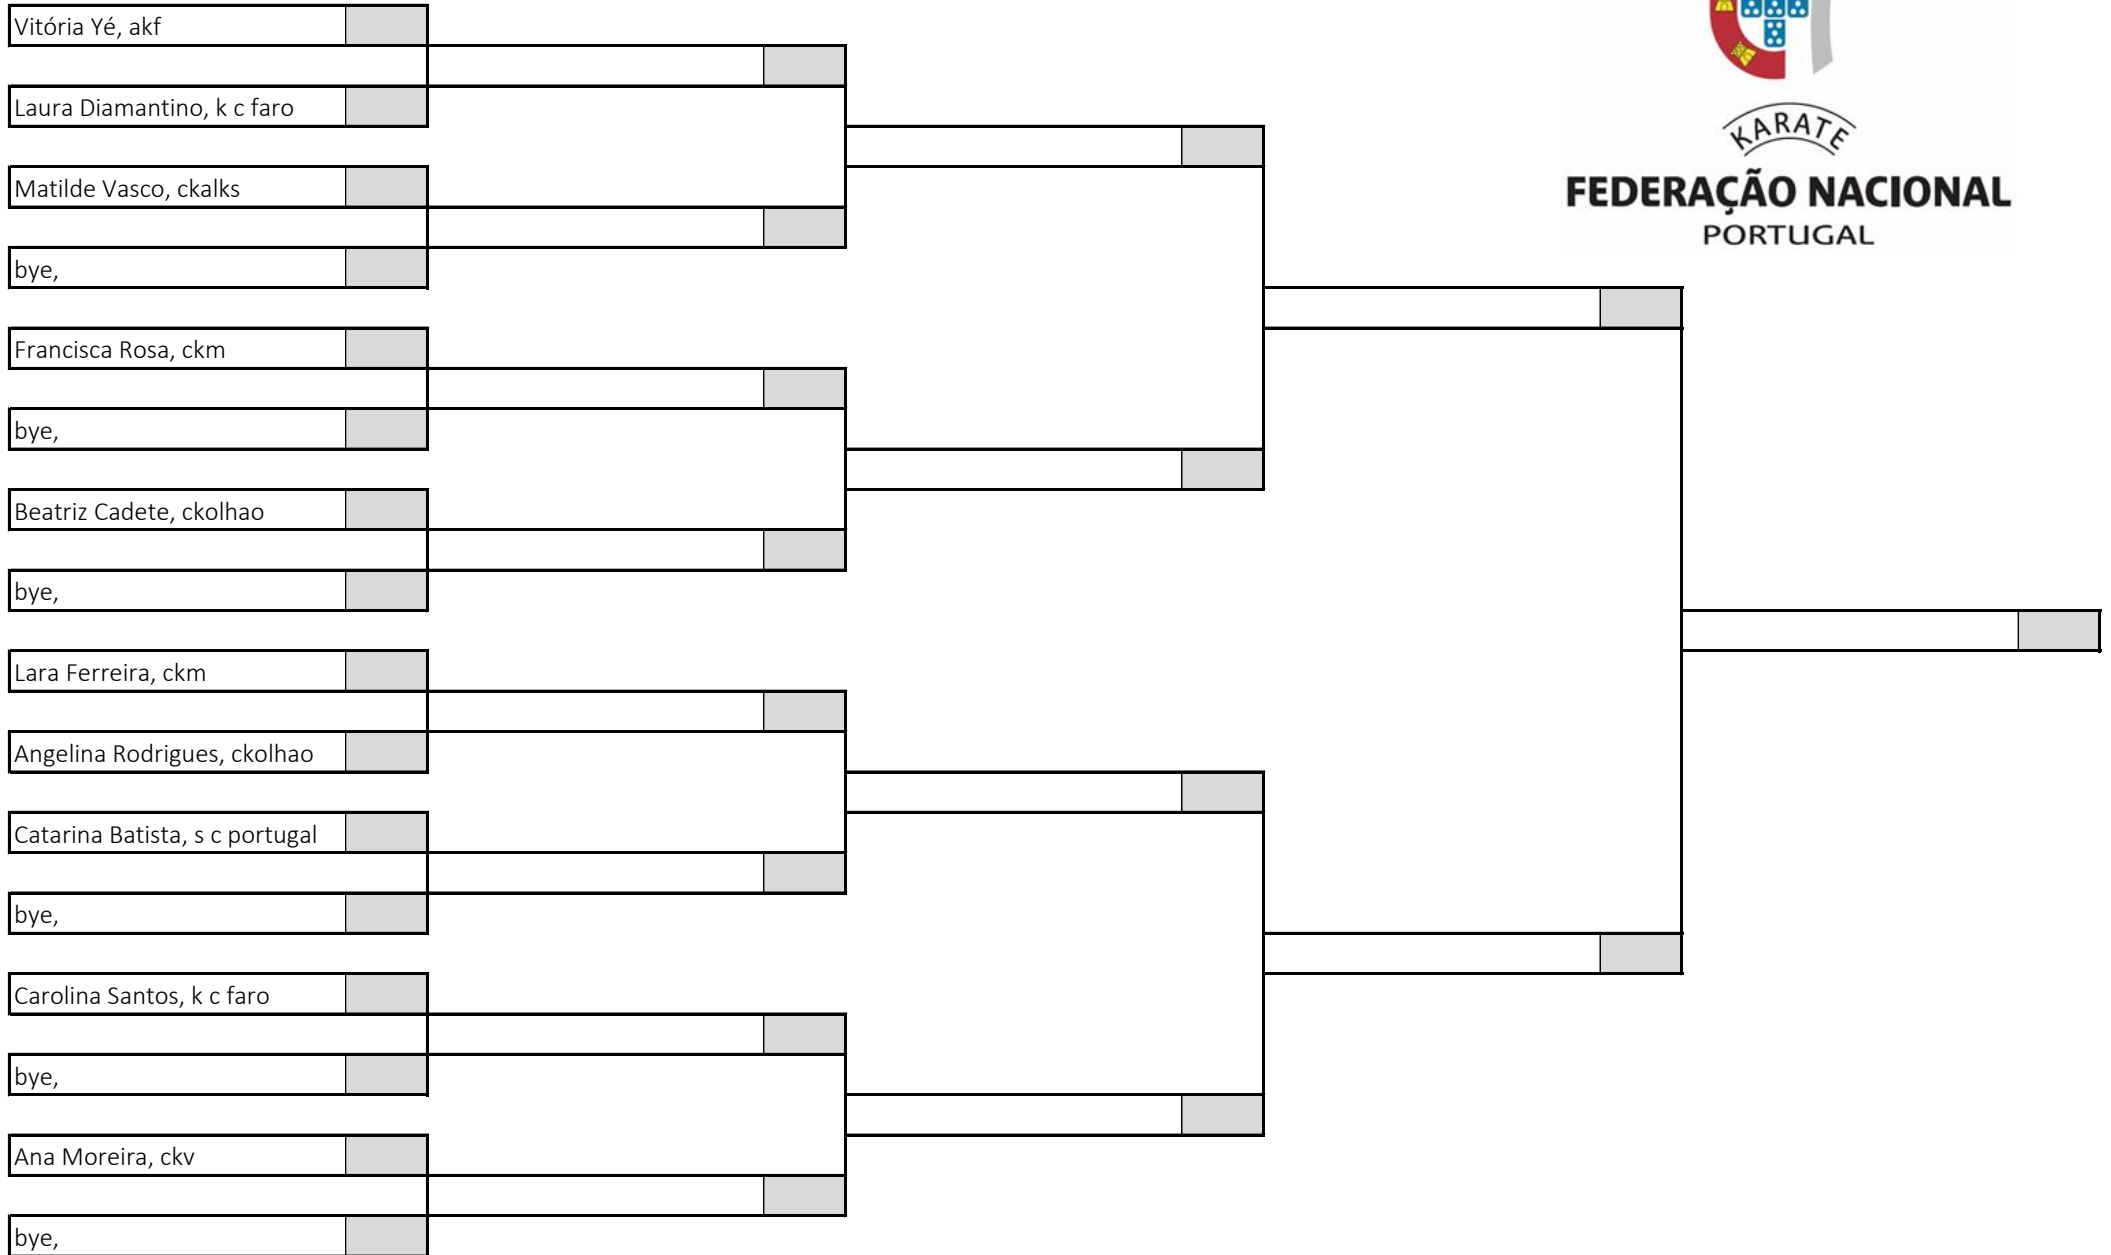 Vitória Yé, akf
Laura Diamantino, k c faro
Matilde Vasco, ckalks
bye,
Francisca Rosa, ckm
bye,
Beatriz Cadete, ckolhao
bye,
Lara Ferreira, ckm
Angelina Rodrigues, ckolhao
Catarina Batista, s c portugal
bye,
Carolina Santos, k c faro
bye,
Ana Moreira, ckv
bye,
KARATE
FEDERAÇÃO NACIONAL
PORTUGAL